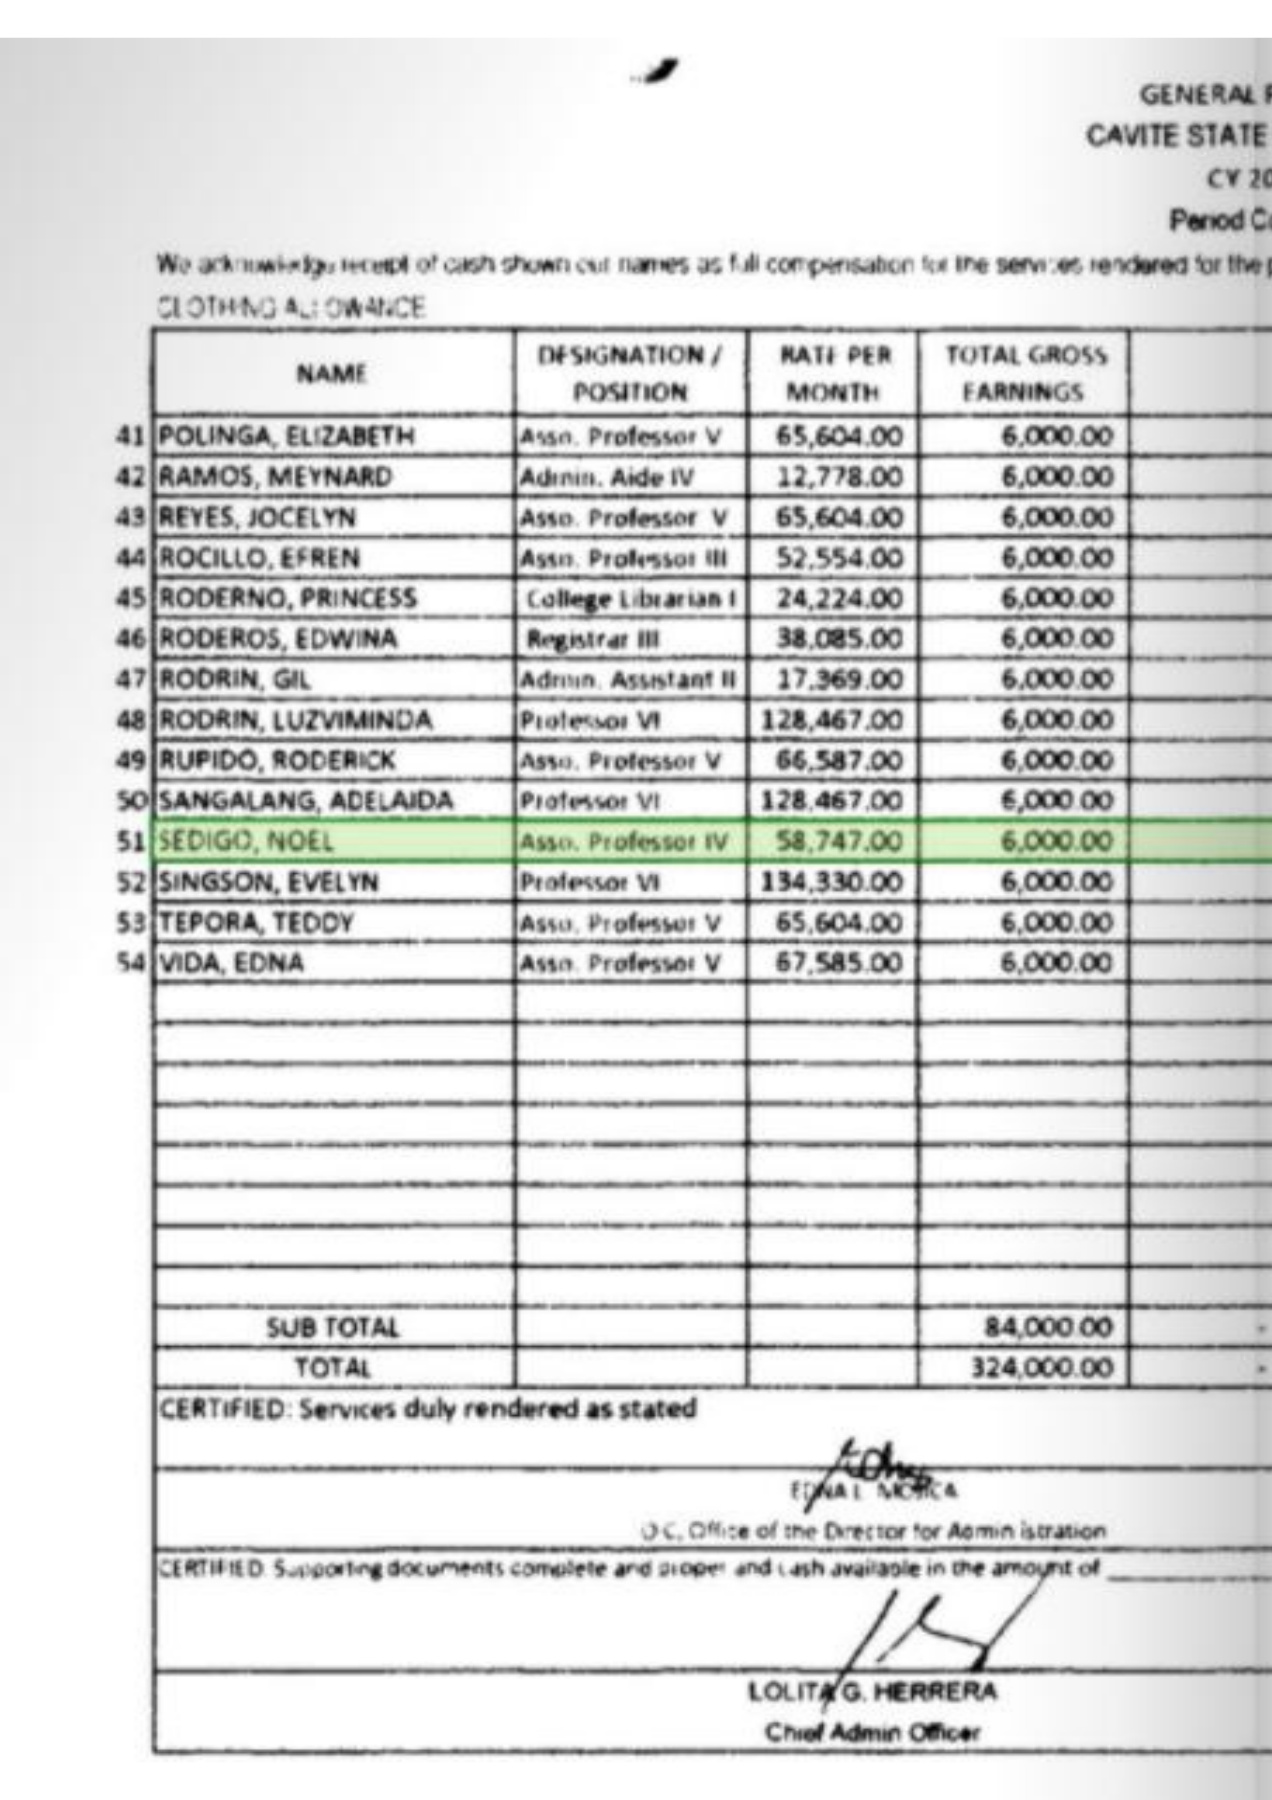 GENERAL
CAVITE STATE
CY 20
Period
We acknowledge receipt of cash shown our names as full compensation for the services rendered for the
CLOTHING ALLOWANCE
NAME DESIGNATION / POSITION RATE PER MONTH TOTAL GROSS EARNINGS
41 POLINGA, ELIZABETH Asso. Professor V 65,604.00 6,000.00
42 RAMOS, MEYNARD Admin. Aide IV 12,778.00 6,000.00
43 REYES, JOCELYN Asso. Professor V 65,604.00 6,000.00
44 ROCILLO, EFREN Asso. Professor III 52,554.00 6,000.00
45 RODERNO, PRINCESS College Librarian I 24,224.00 6,000.00
46 RODEROS, EDWINA Registrar III 38,085.00 6,000.00
47 RODRIN, GIL Admin. Assistant II 17,369.00 6,000.00
48 RODRIN, LUZVIMINDA Professor VI 128,467.00 6,000.00
49 RUPIDO, RODERICK Asso. Professor V 66,587.00 6,000.00
50 SANGALANG, ADELAIDA Professor VI 128,467.00 6,000.00
51 SEDIGO, NOEL Asso. Professor IV 58,747.00 6,000.00
52 SINGSON, EVELYN Professor VI 134,330.00 6,000.00
53 TEPORA, TEDDY Asso. Professor V 65,604.00 6,000.00
54 VIDA, EDNA Asso. Professor V 67,585.00 6,000.00
SUB TOTAL 84,000.00 -
TOTAL 324,000.00 -
CERTIFIED: Services duly rendered as stated
EDNA L. MOJICA
OIC, Office of the Director for Administration
CERTIFIED: Supporting documents complete and proper and cash available in the amount of
LOLITA G. HERRERA
Chief Admin Officer